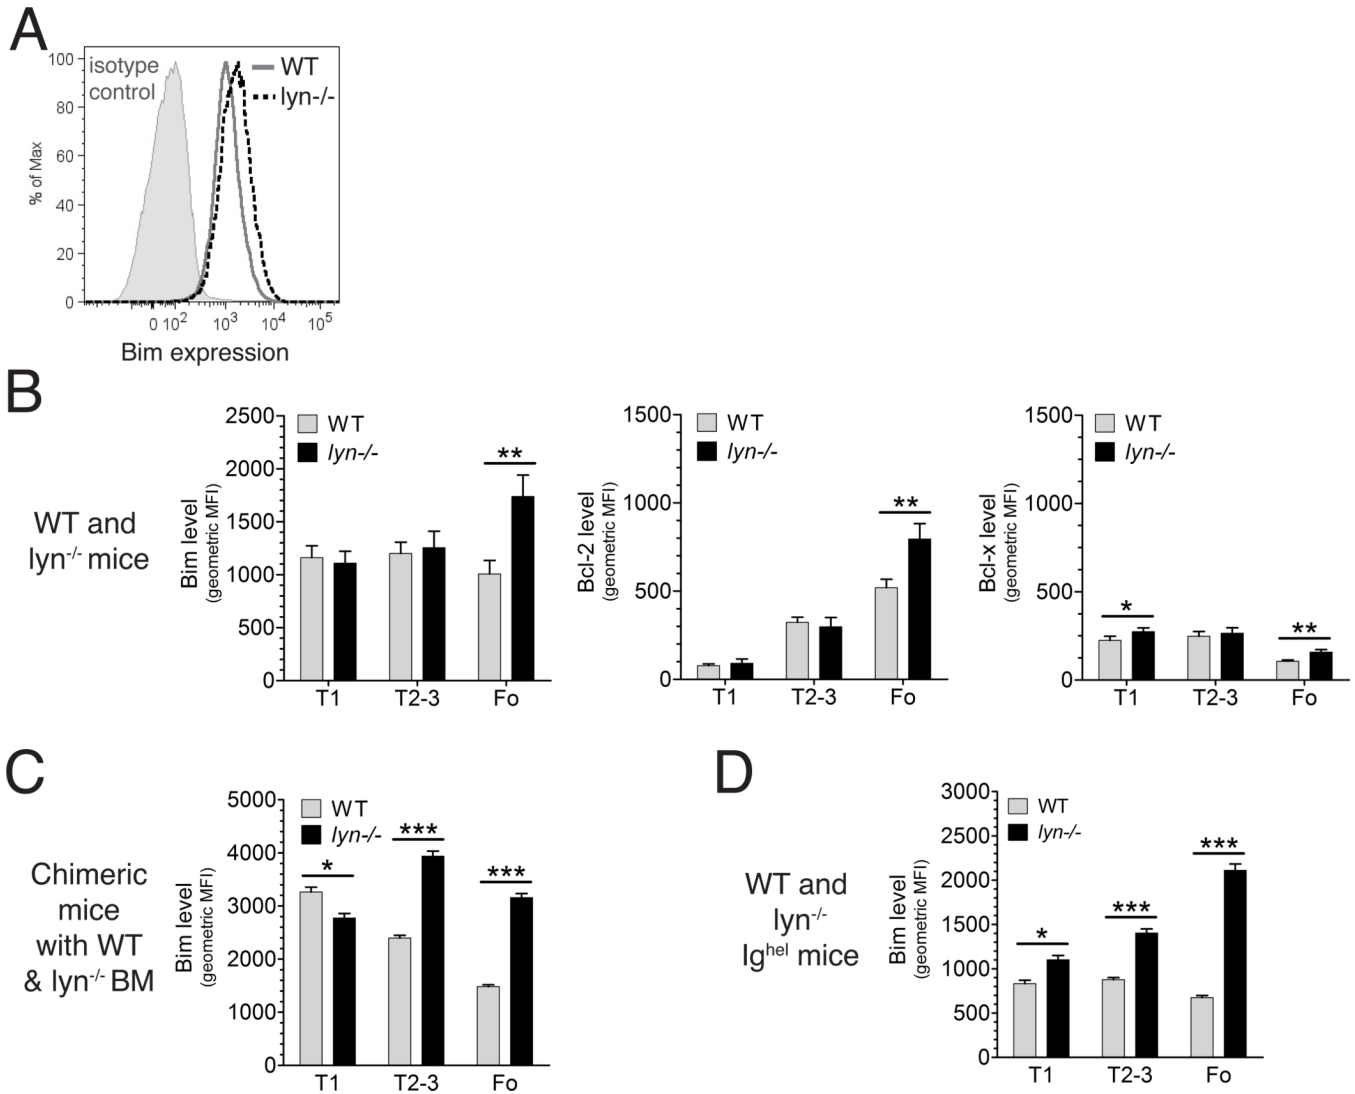 A
isotype
control
WT
lyn-/-
100
80
60
40
20
0
% of Max
0 10²
10³
10⁴
10⁵
Bim expression
B
WT and
lyn-/- mice
2500
2000
1500
1000
500
0
Bim level
(geometric MFI)
WT
lyn-/-
**
T1
T2-3
Fo
1500
1000
500
0
Bcl-2 level
(geometric MFI)
WT
lyn-/-
**
T1
T2-3
Fo
1500
1000
500
0
Bcl-x level
(geometric MFI)
WT
lyn-/-
*
**
T1
T2-3
Fo
C
Chimeric
mice
with WT
& lyn-/- BM
5000
4000
3000
2000
1000
0
Bim level
(geometric MFI)
WT
lyn-/-
*
***
***
T1
T2-3
Fo
D
WT and
lyn-/-
Ighel mice
3000
2500
2000
1500
1000
500
0
Bim level
(geometric MFI)
WT
lyn-/-
*
***
***
T1
T2-3
Fo